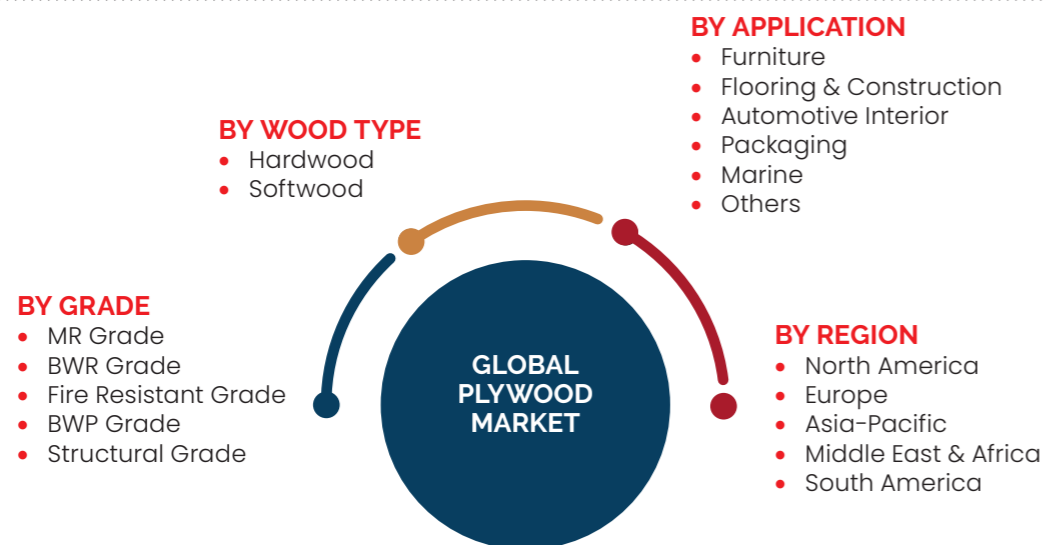 BY GRADE
• MR Grade
• BWR Grade
• Fire Resistant Grade
• BWP Grade
• Structural Grade
BY WOOD TYPE
• Hardwood
• Softwood
BY APPLICATION
• Furniture
• Flooring & Construction
• Automotive Interior
• Packaging
• Marine
• Others
BY REGION
• North America
• Europe
• Asia-Pacific
• Middle East & Africa
• South America
GLOBAL
PLYWOOD
MARKET